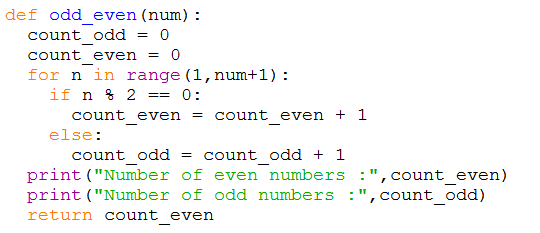 def odd_even(num):
  count_odd = 0
  count_even = 0
  for n in range(1,num+1):
    if n % 2 == 0:
      count_even = count_even + 1
    else:
      count_odd = count_odd + 1
  print("Number of even numbers :",count_even)
  print("Number of odd numbers :",count_odd)
  return count_even